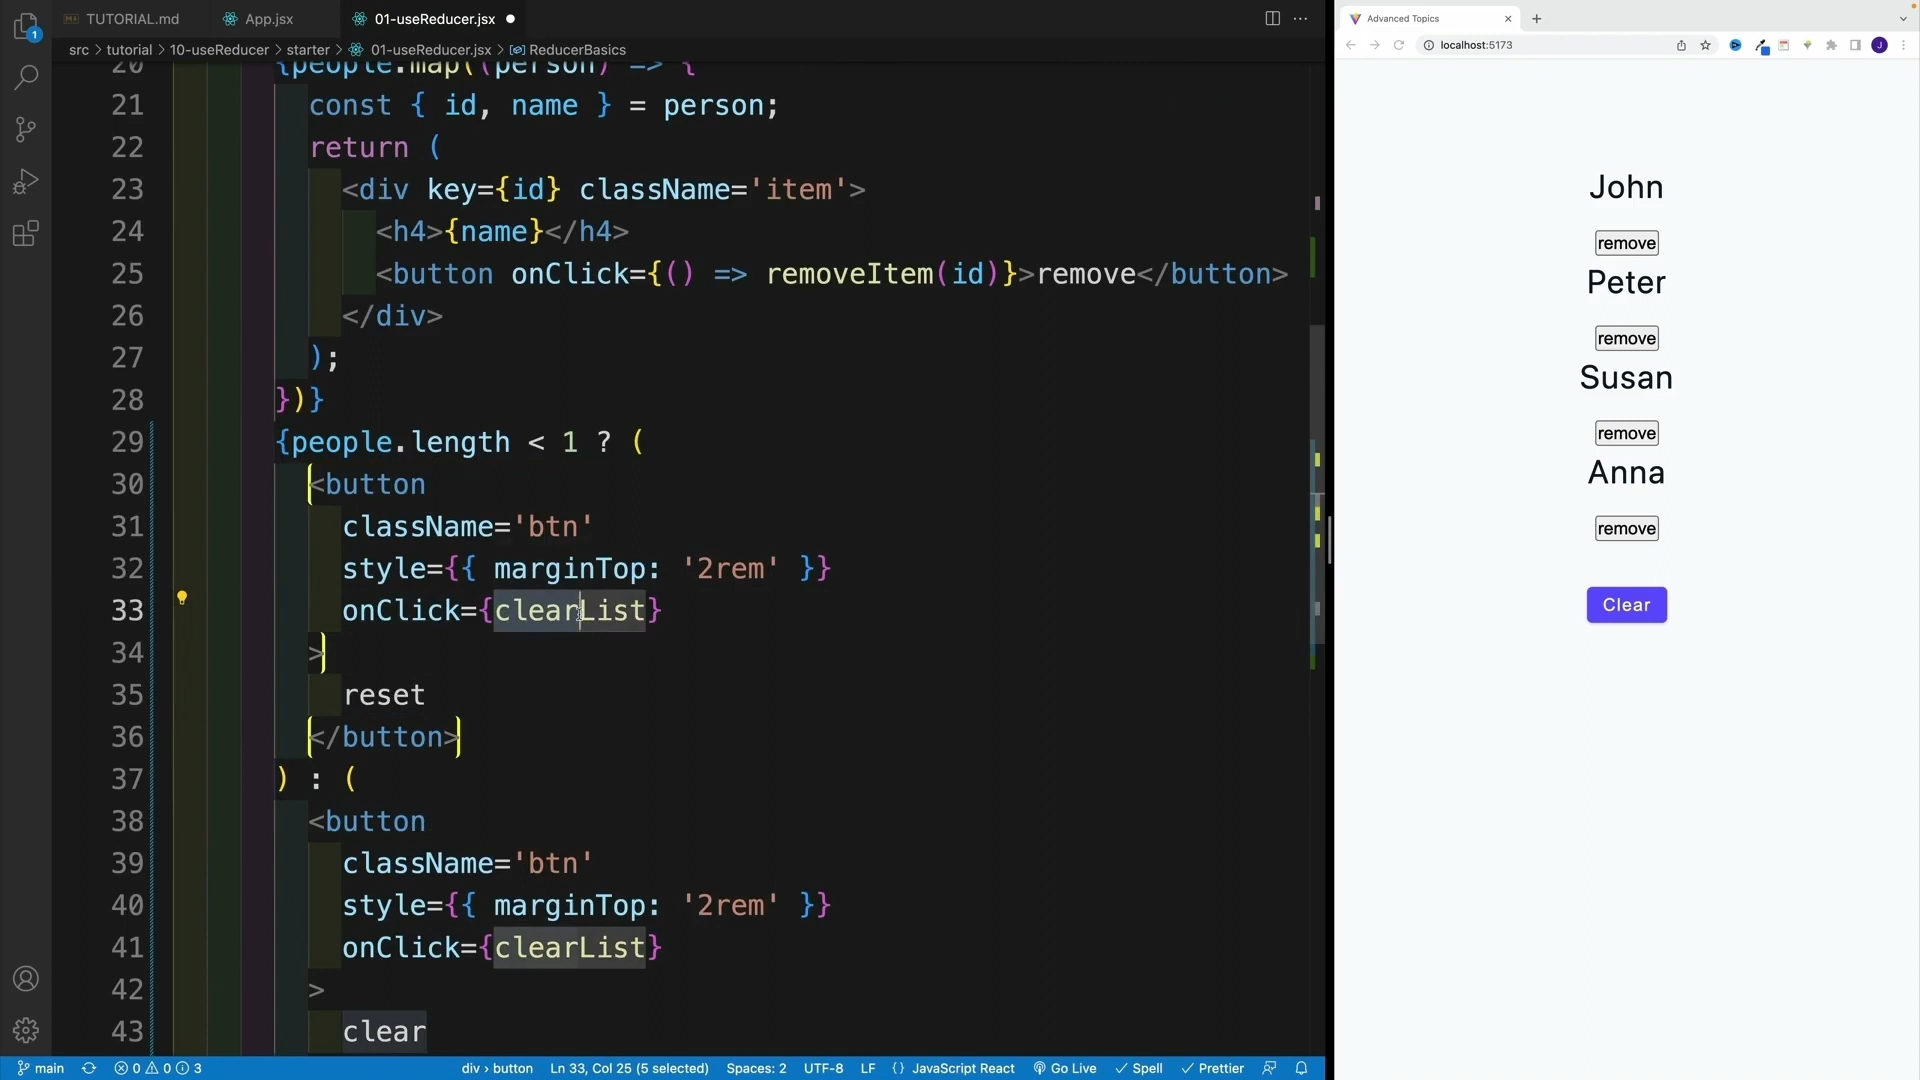 TUTORIAL.md
App.jsx
01-useReducer.jsx
1
src > tutorial > 10-useReducer > starter > 01-useReducer.jsx > ReducerBasics
20 {people.map((person) => {
21 const { id, name } = person;
22 return (
23 <div key={id} className='item'>
24 <h4>{name}</h4>
25 <button onClick={() => removeItem(id)}>remove</button>
26 </div>
27 );
28 })}
29 {people.length < 1 ? (
30 <button
31 className='btn'
32 style={{ marginTop: '2rem' }}
33 onClick={clearList}
34 >
35 reset
36 </button>
37 ) : (
38 <button
39 className='btn'
40 style={{ marginTop: '2rem' }}
41 onClick={clearList}
42 >
43 clear
main 0 0 3 div › button Ln 33, Col 25 (5 selected) Spaces: 2 UTF-8 LF {} JavaScript React Go Live Spell Prettier
Advanced Topics
localhost:5173
J
John
remove
Peter
remove
Susan
remove
Anna
remove
Clear